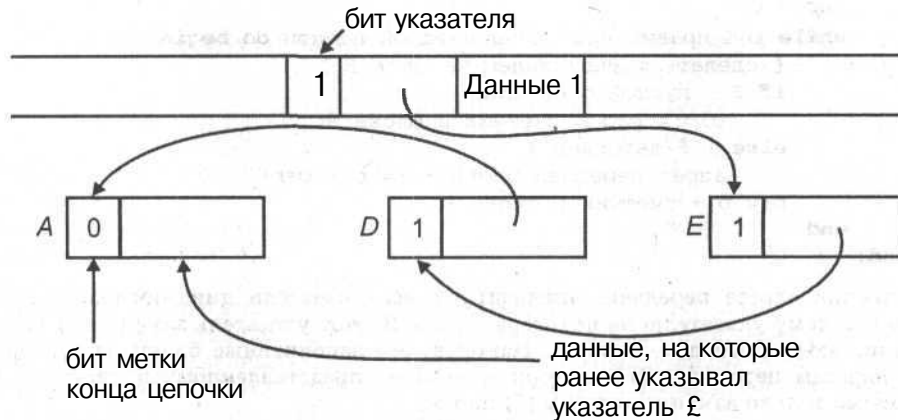 бит указателя
1 Данные 1
A 0 D 1 E 1
бит метки
конца цепочки
данные, на которые
ранее указывал
указатель £